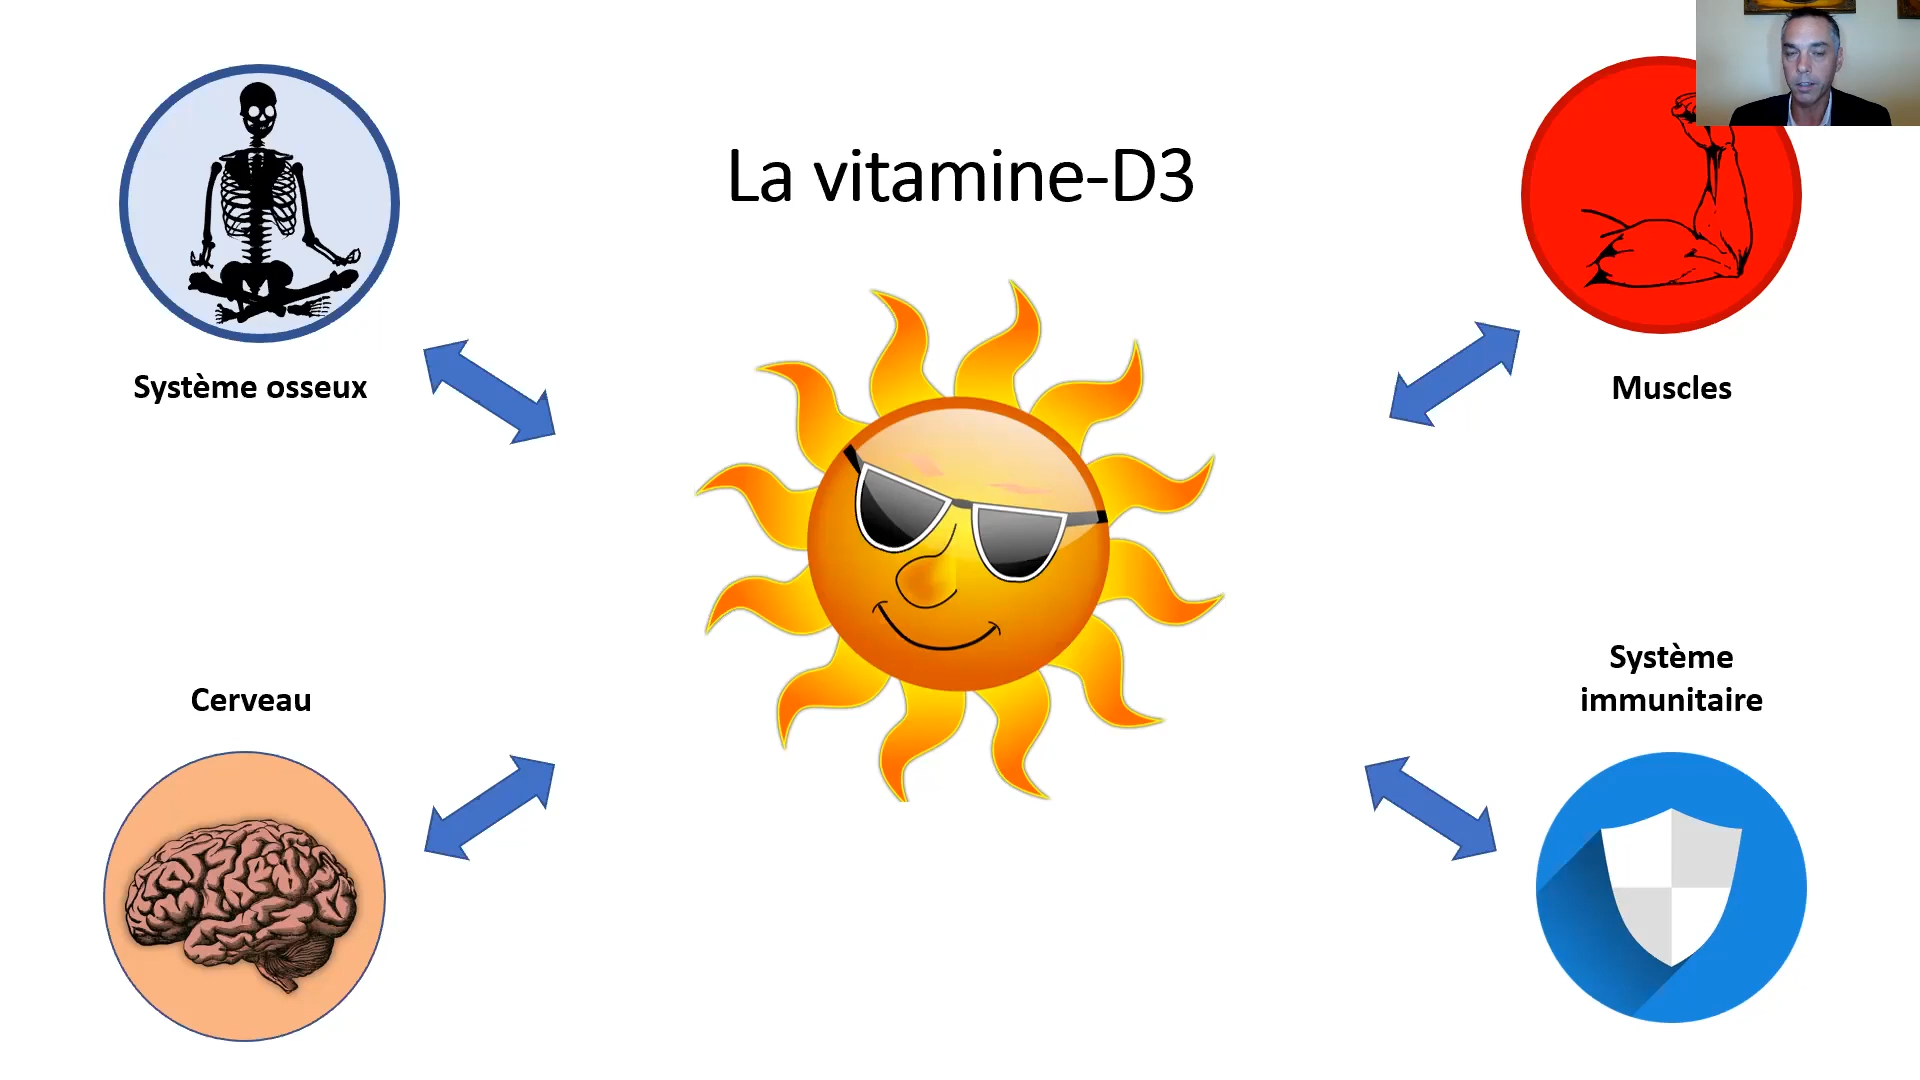 La vitamine-D3
Système osseux
Muscles
Cerveau
Système
immunitaire